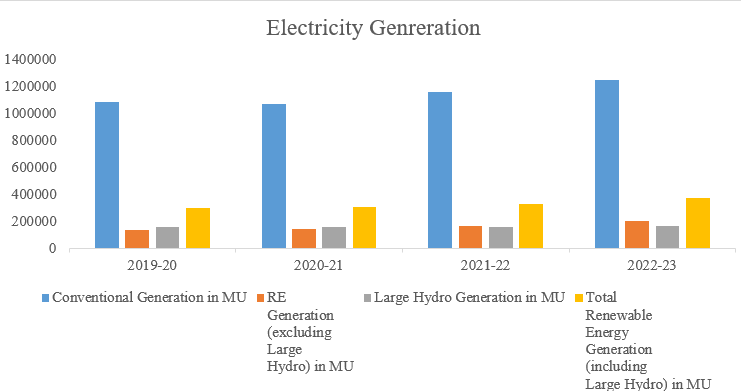 Electricity Genreration
1400000
1200000
1000000
800000
600000
400000
200000
0
2019-20
2020-21
2021-22
2022-23
Conventional Generation in MU
RE
Generation
(excluding
Large
Hydro) in MU
Large Hydro Generation in MU
Total
Renewable
Energy
Generation
(including
Large Hydro) in MU